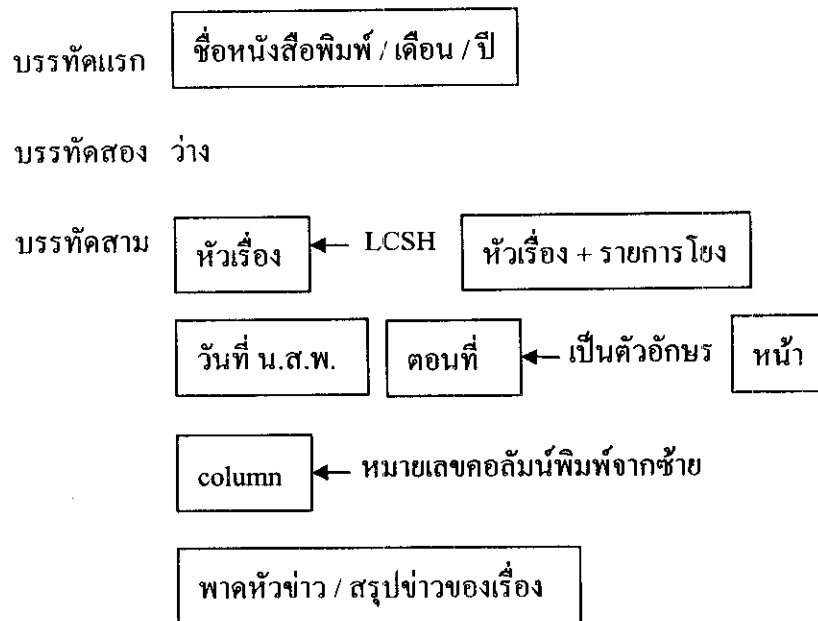 บรรทัดแรก ชื่อหนังสือพิมพ์ / เดือน / ปี
บรรทัดสอง ว่าง
บรรทัดสาม หัวเรื่อง ← LCSH หัวเรื่อง + รายการโยง
วันที่ น.ส.พ. ตอนที่ ← เป็นตัวอักษร หน้า
column ← หมายเลขคอลัมน์พิมพ์จากซ้าย
พาดหัวข่าว / สรุปข่าวของเรื่อง